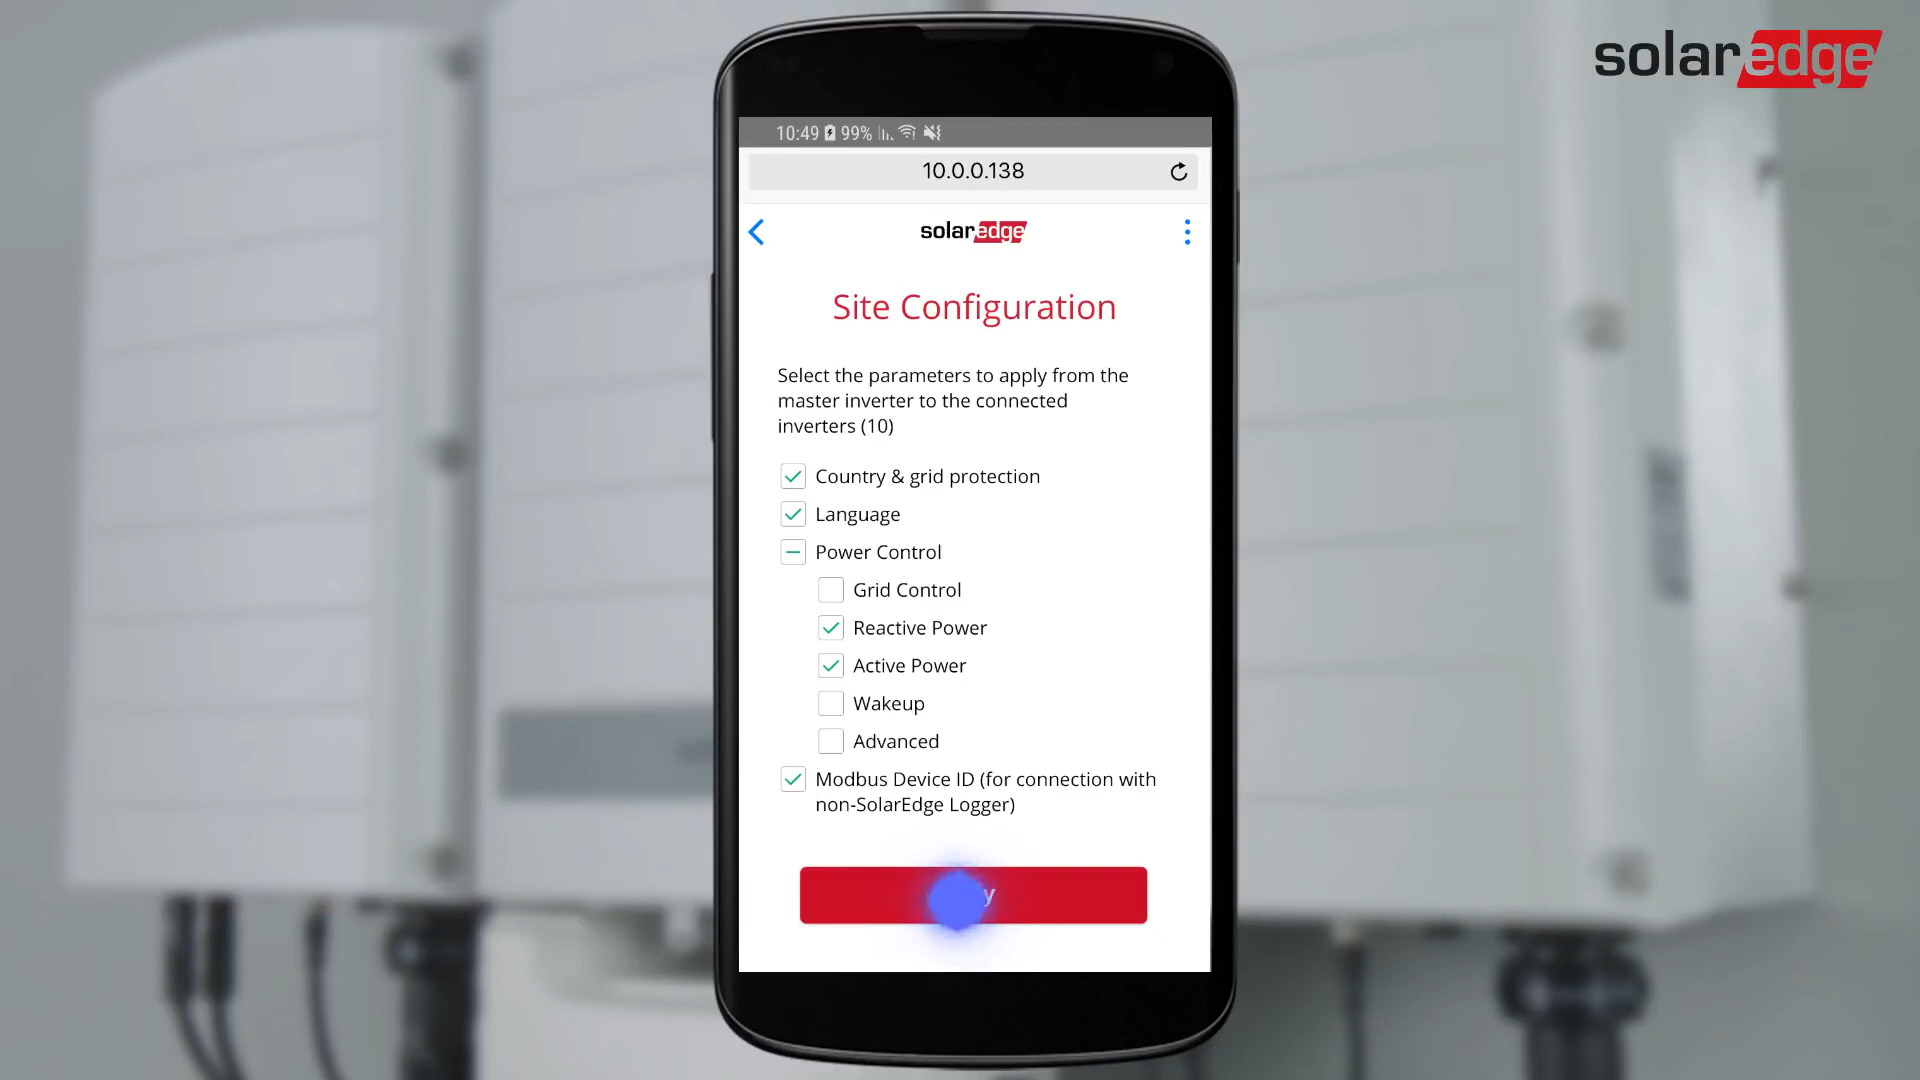 solaredge
10:49 99%
10.0.0.138
solaredge
Site Configuration
Select the parameters to apply from the
master inverter to the connected
inverters (10)
Country & grid protection
Language
Power Control
Grid Control
Reactive Power
Active Power
Wakeup
Advanced
Modbus Device ID (for connection with
non-SolarEdge Logger)